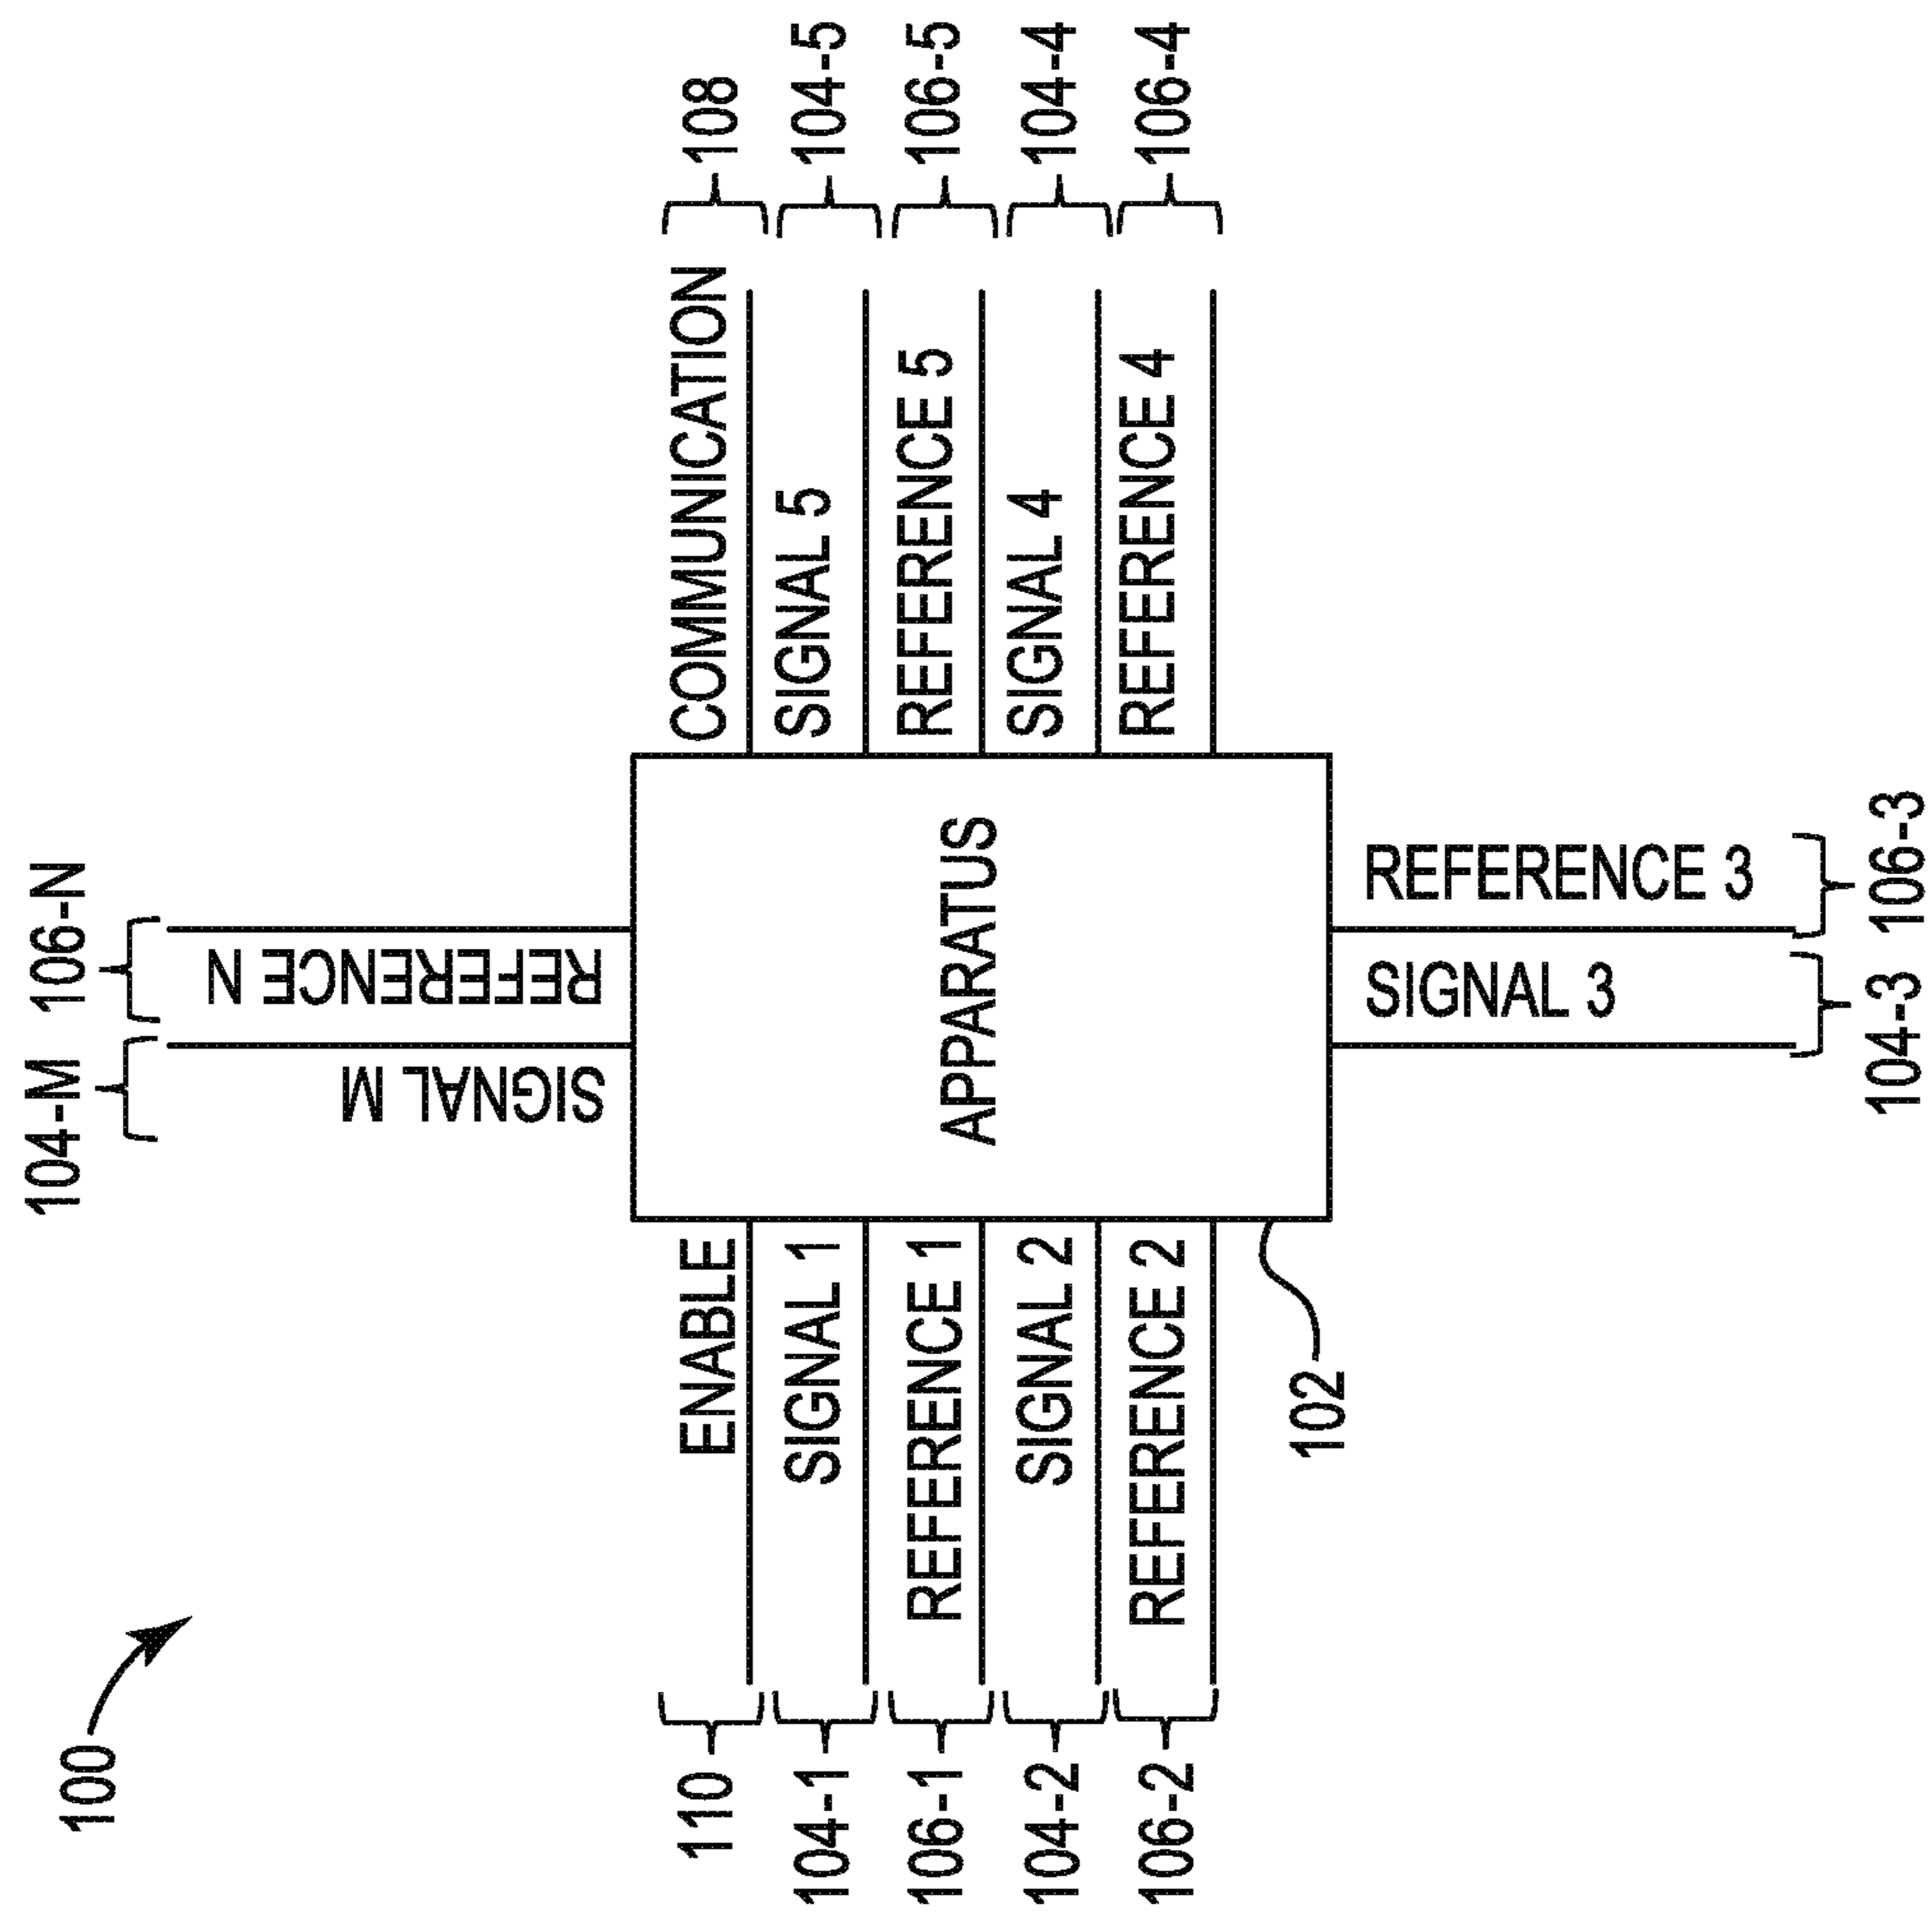 100
104-M
106-N
SIGNAL M
REFERENCE N
110
ENABLE
104-1
SIGNAL 1
106-1
REFERENCE 1
104-2
SIGNAL 2
106-2
REFERENCE 2
102
APPARATUS
COMMUNICATION
108
SIGNAL 5
104-5
REFERENCE 5
106-5
SIGNAL 4
104-4
REFERENCE 4
106-4
SIGNAL 3
104-3
REFERENCE 3
106-3